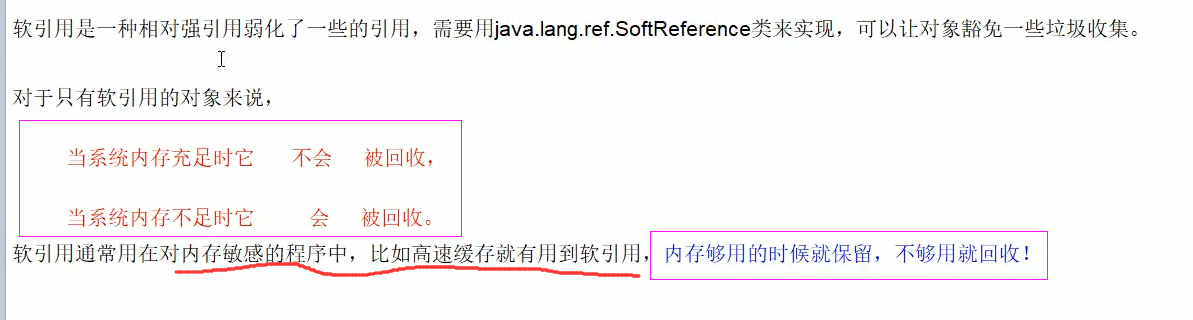 软引用是一种相对强引用弱化了一些的引用，需要用java.lang.ref.SoftReference类来实现，可以让对象豁免一些垃圾收集。
对于只有软引用的对象来说，
当系统内存充足时它 不会 被回收，
当系统内存不足时它 会 被回收。
软引用通常用在对内存敏感的程序中，比如高速缓存就有用到软引用，内存够用的时候就保留，不够用就回收！